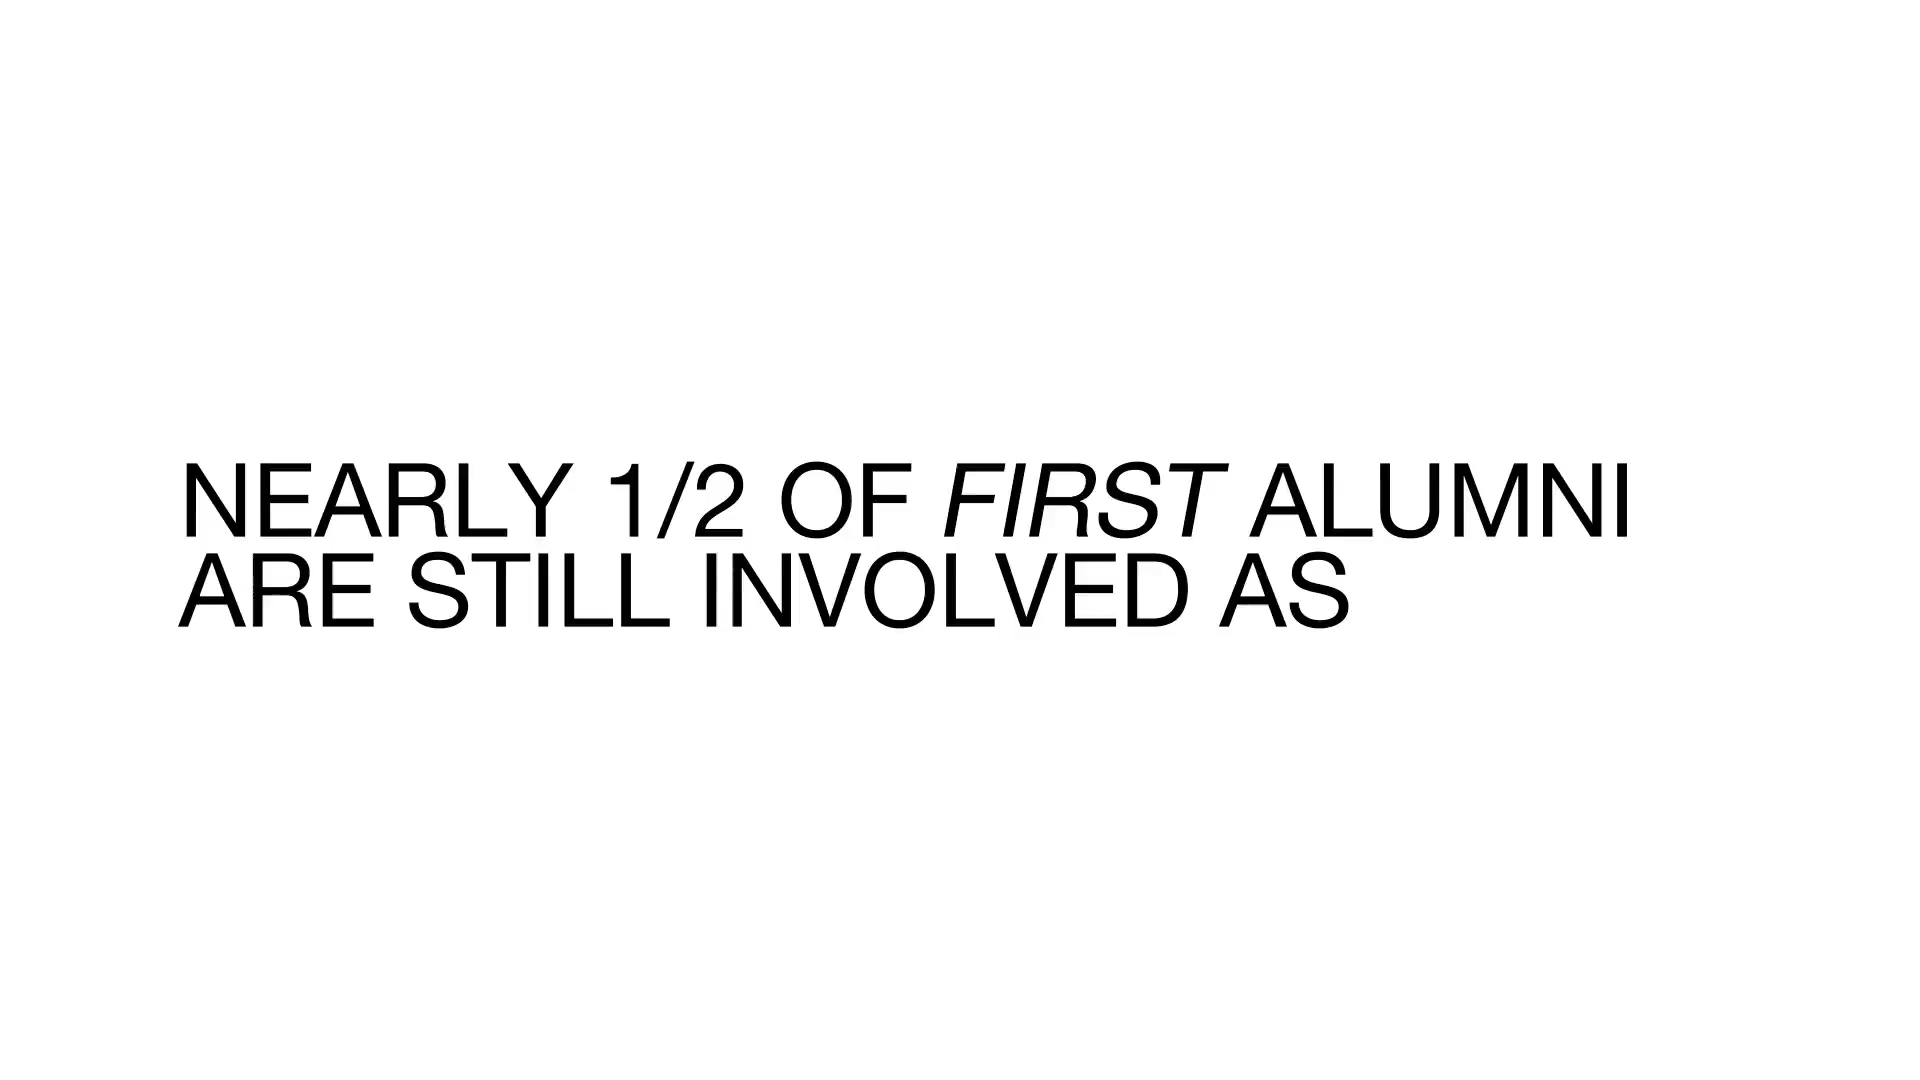 NEARLY 1/2 OF FIRST ALUMNI
ARE STILL INVOLVED AS